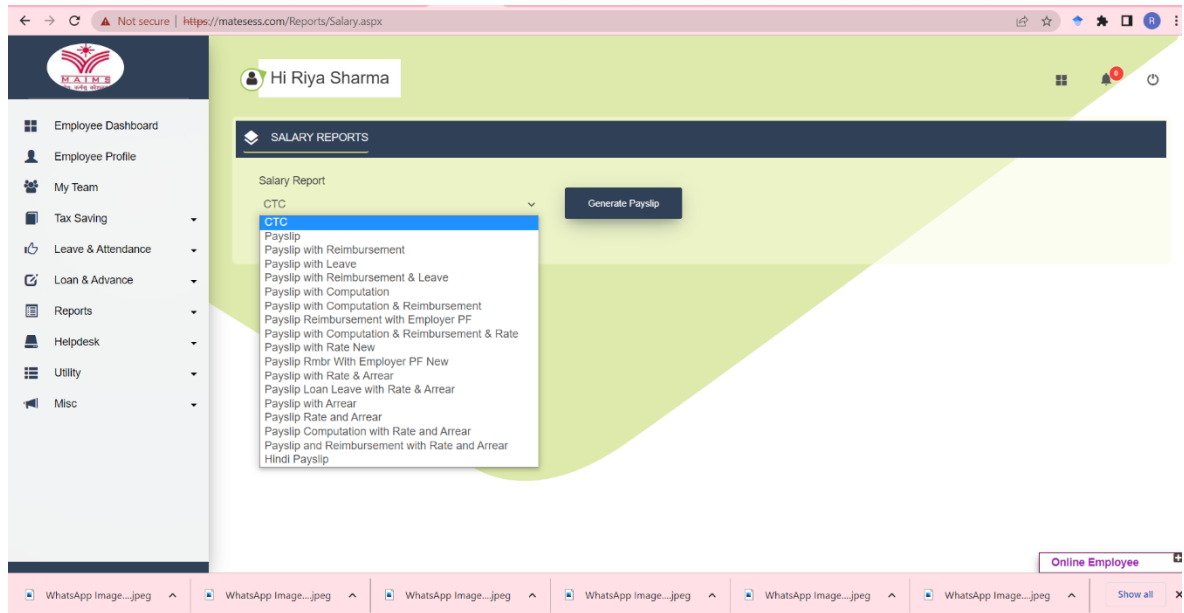 Not secure | https://matesess.com/Reports/Salary.aspx
R
MAIMS
Hi Riya Sharma
0
Employee Dashboard
Employee Profile
My Team
Tax Saving
Leave & Attendance
Loan & Advance
Reports
Helpdesk
Utility
Misc
SALARY REPORTS
Salary Report
CTC
Generate Payslip
CTC
Payslip
Payslip with Reimbursement
Payslip with Leave
Payslip with Reimbursement & Leave
Payslip with Computation
Payslip with Computation & Reimbursement
Payslip Reimbursement with Employer PF
Payslip with Computation & Reimbursement & Rate
Payslip with Rate New
Payslip Rmbr With Employer PF New
Payslip with Rate & Arrear
Payslip Loan Leave with Rate & Arrear
Payslip with Arrear
Payslip Rate and Arrear
Payslip Computation with Rate and Arrear
Payslip and Reimbursement with Rate and Arrear
Hindi Payslip
Online Employee
WhatsApp Image....jpeg
WhatsApp Image....jpeg
WhatsApp Image....jpeg
WhatsApp Image....jpeg
WhatsApp Image....jpeg
WhatsApp Image....jpeg
Show all